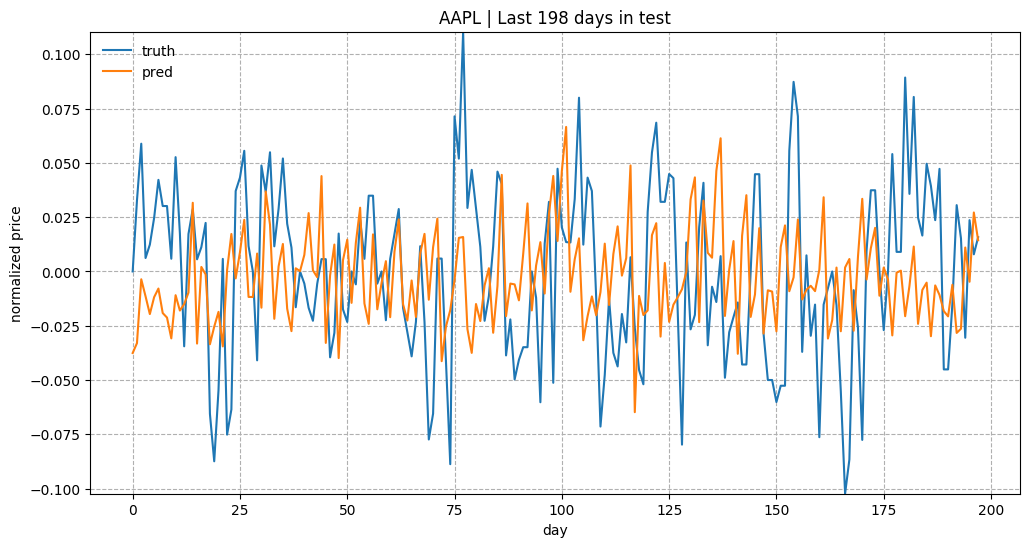 AAPL | Last 198 days in test
truth
pred
normalized price
0.100
0.075
0.050
0.025
0.000
−0.025
−0.050
−0.075
−0.100
0 25 50 75 100 125 150 175 200
day